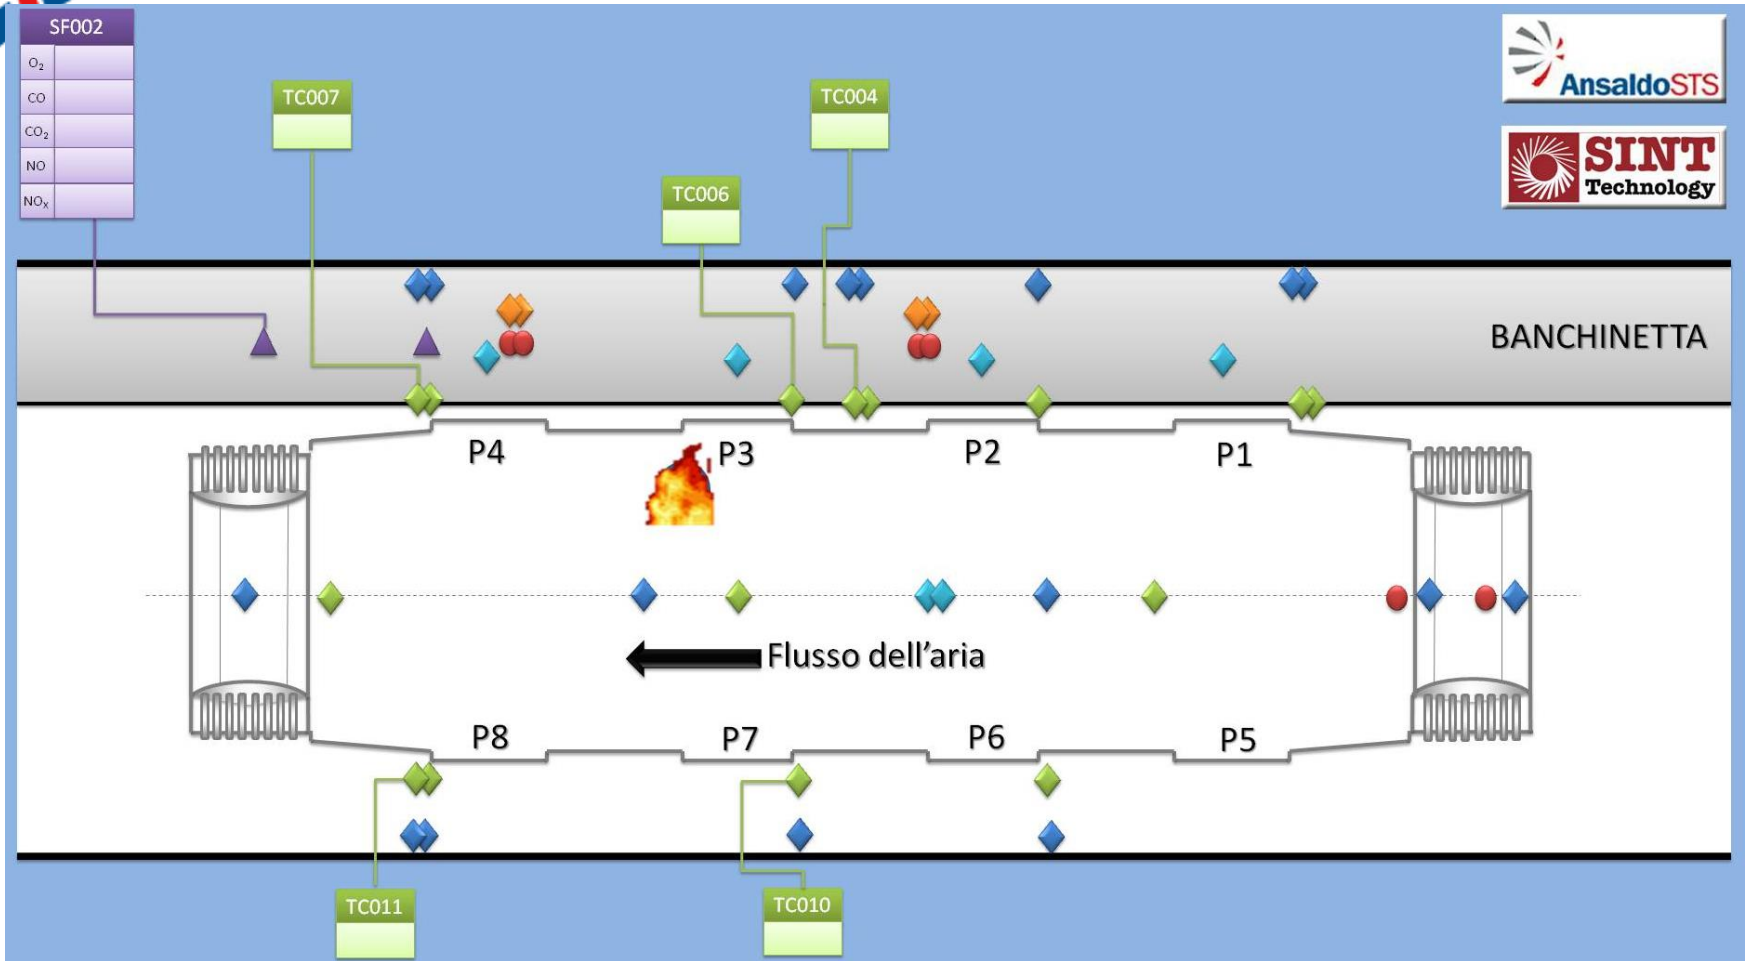 SF002
O₂
CO
CO₂
NO
NOₓ
TC007
TC004
TC006
AnsaldoSTS
SINT
Technology
BANCHINETTA
P4
P3
P2
P1
Flusso dell'aria
P8
P7
P6
P5
TC011
TC010